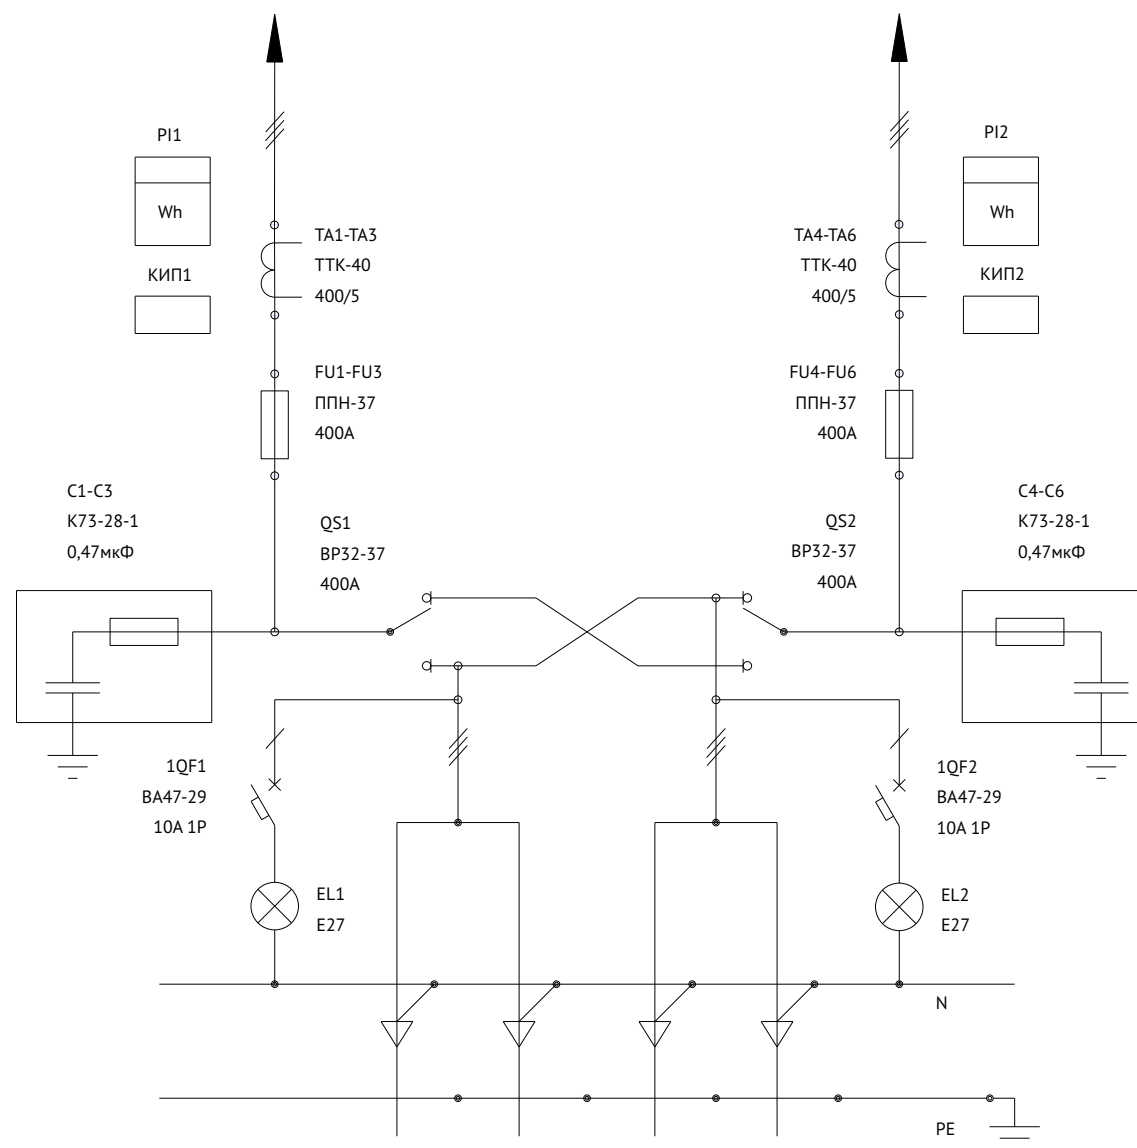 PI1
Wh
КИП1
TA1-TA3
ТТК-40
400/5
FU1-FU3
ППН-37
400А
C1-C3
К73-28-1
0,47мкФ
QS1
ВР32-37
400А
PI2
Wh
КИП2
TA4-TA6
ТТК-40
400/5
FU4-FU6
ППН-37
400А
QS2
ВР32-37
400А
C4-C6
К73-28-1
0,47мкФ
1QF1
ВА47-29
10А 1Р
EL1
Е27
1QF2
ВА47-29
10А 1Р
EL2
Е27
N
PE